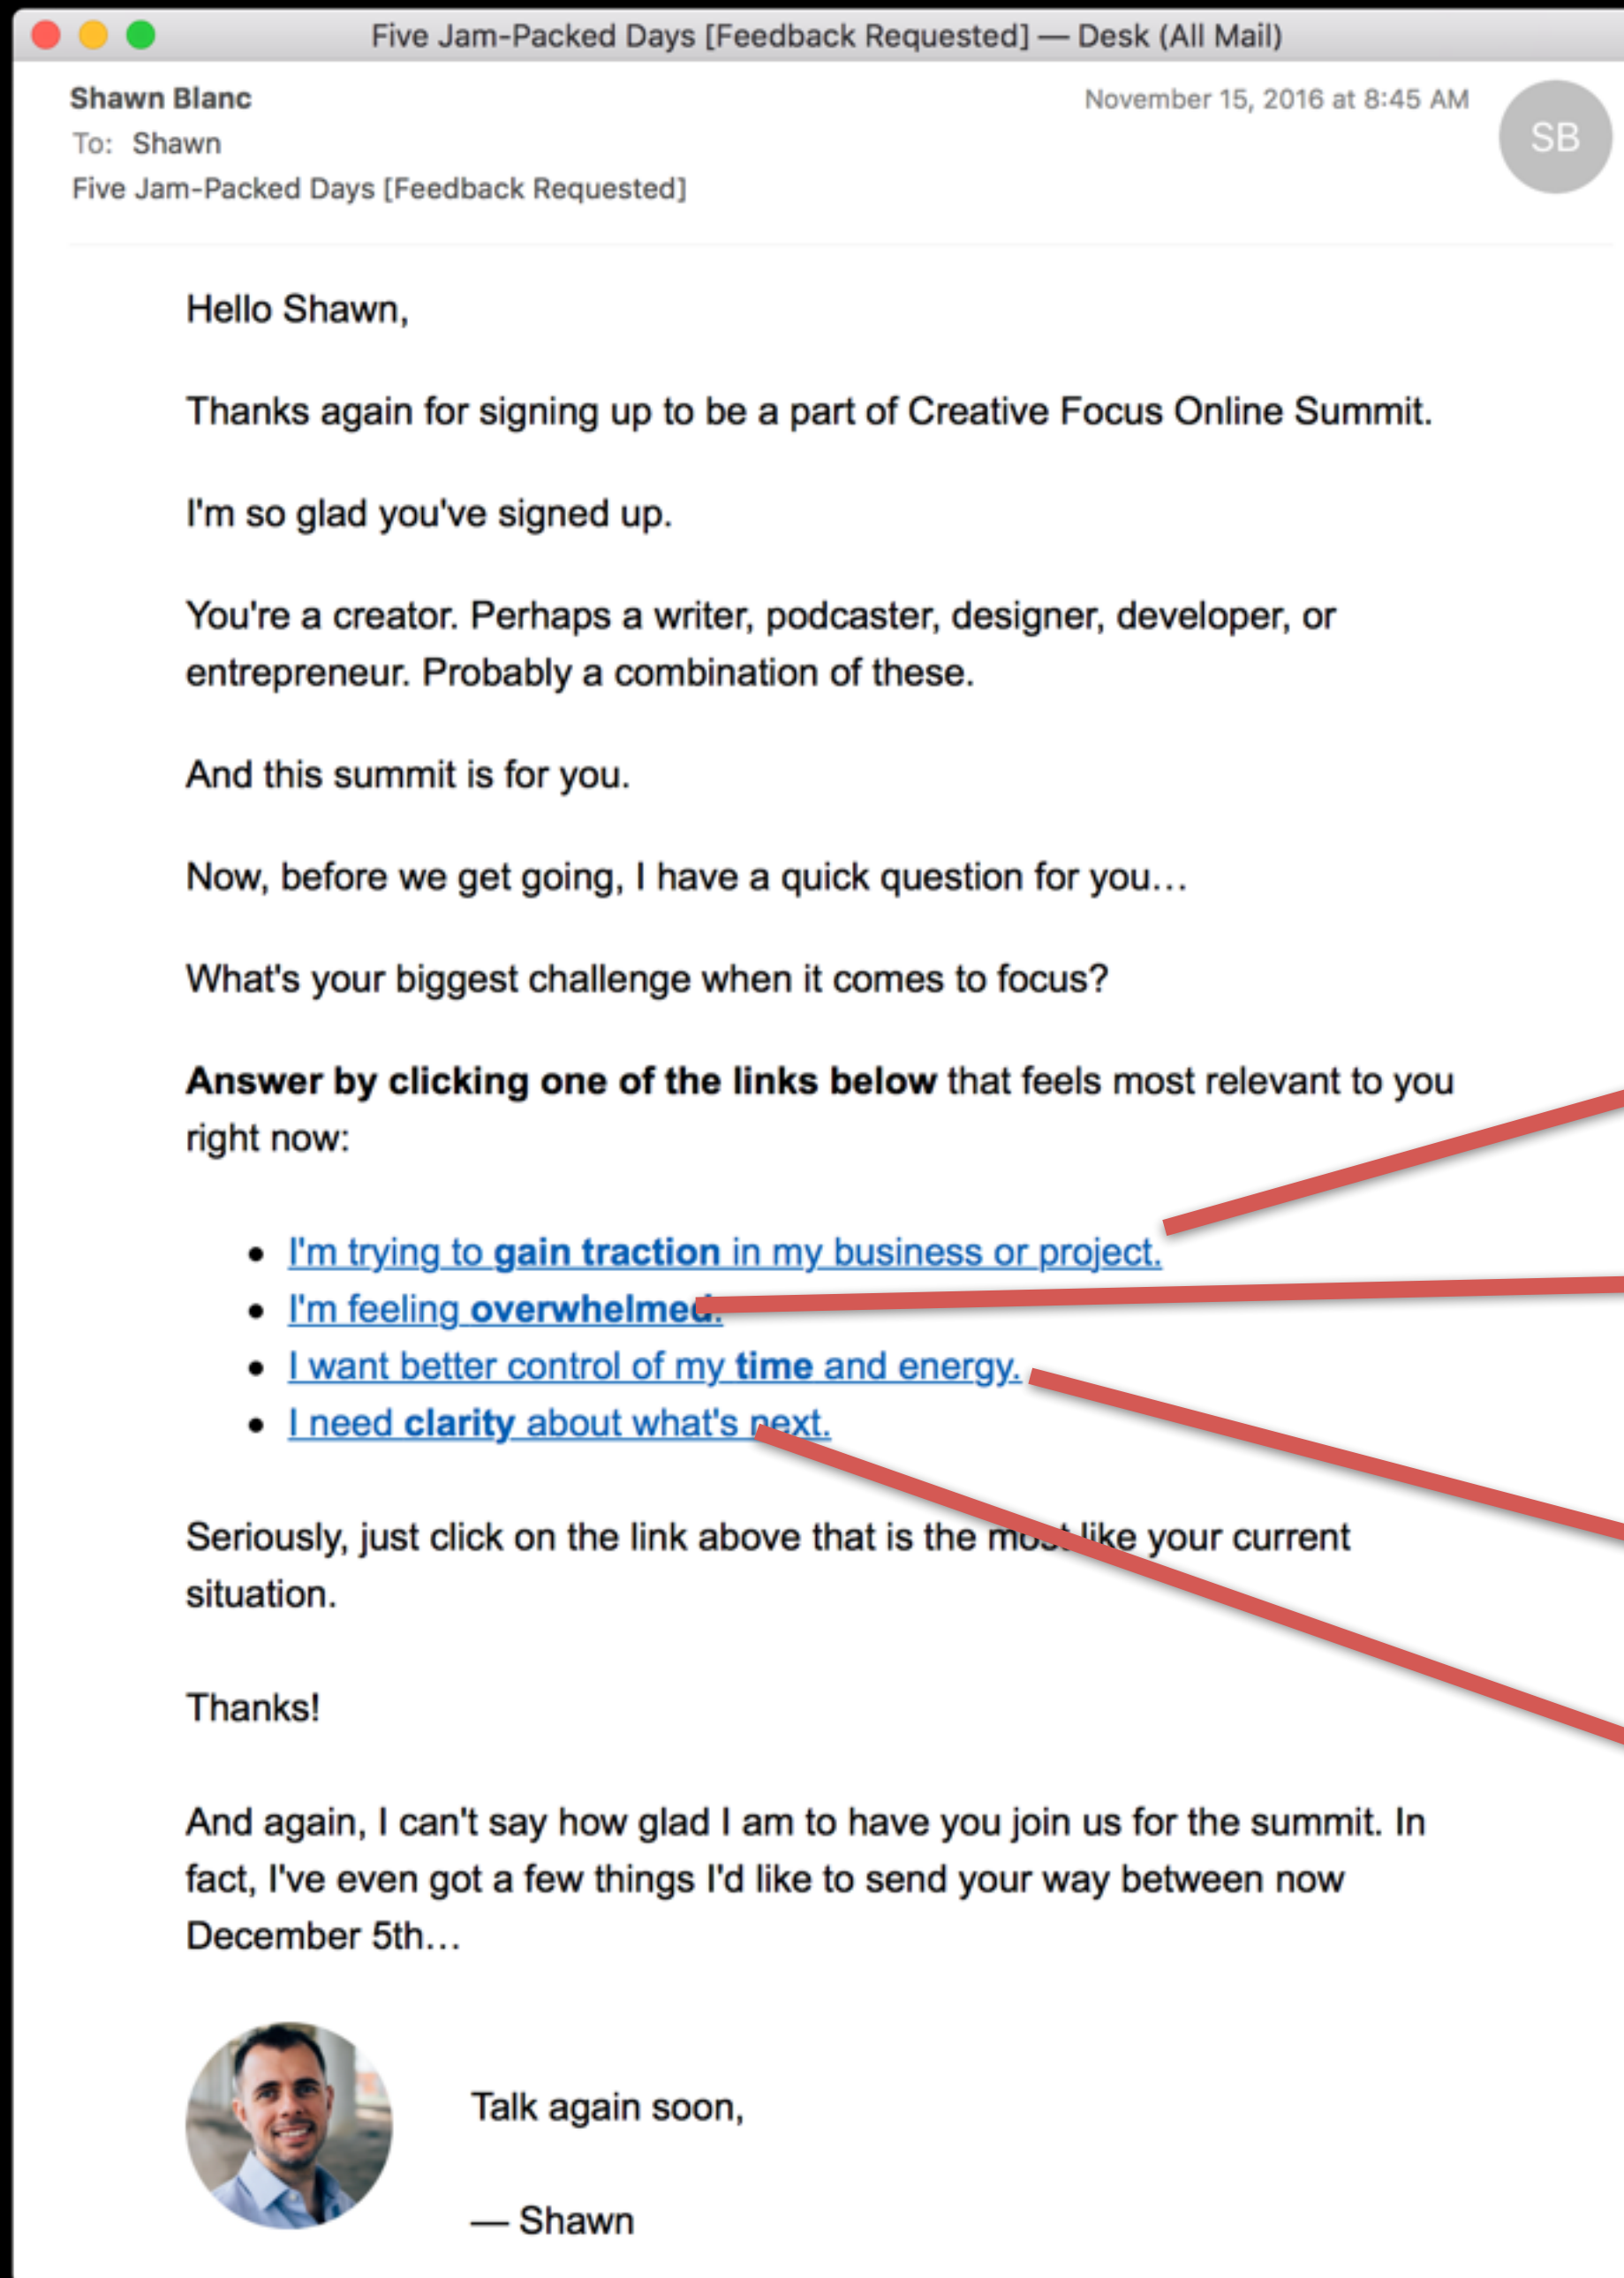 Five Jam-Packed Days [Feedback Requested] — Desk (All Mail)
Shawn Blanc
November 15, 2016 at 8:45 AM
SB
To: Shawn
Five Jam-Packed Days [Feedback Requested]
Hello Shawn,
Thanks again for signing up to be a part of Creative Focus Online Summit.
I'm so glad you've signed up.
You're a creator. Perhaps a writer, podcaster, designer, developer, or
entrepreneur. Probably a combination of these.
And this summit is for you.
Now, before we get going, I have a quick question for you…
What's your biggest challenge when it comes to focus?
Answer by clicking one of the links below that feels most relevant to you
right now:
• I'm trying to gain traction in my business or project.
• I'm feeling overwhelmed.
• I want better control of my time and energy.
• I need clarity about what's next.
Seriously, just click on the link above that is the most like your current
situation.
Thanks!
And again, I can't say how glad I am to have you join us for the summit. In
fact, I've even got a few things I'd like to send your way between now
December 5th…
Talk again soon,
— Shawn